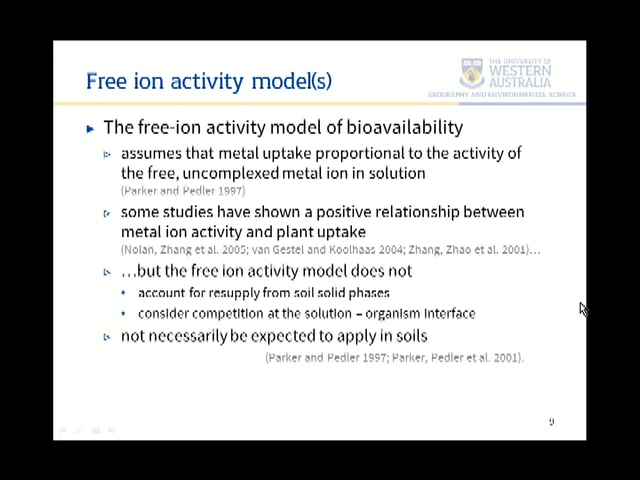 Free ion activity model(s)
THE UNIVERSITY OF
WESTERN
AUSTRALIA
GEOGRAPHY AND ENVIRONMENTAL SCIENCE
The free-ion activity model of bioavailability
assumes that metal uptake proportional to the activity of
the free, uncomplexed metal ion in solution
(Parker and Pedler 1997)
some studies have shown a positive relationship between
metal ion activity and plant uptake
(Nolan, Zhang et al. 2005; van Gestel and Koolhaas 2004; Zhang, Zhao et al. 2001)…
…but the free ion activity model does not
account for resupply from soil solid phases
consider competition at the solution – organism interface
not necessarily be expected to apply in soils
(Parker and Pedler 1997; Parker, Pedler et al. 2001).
9